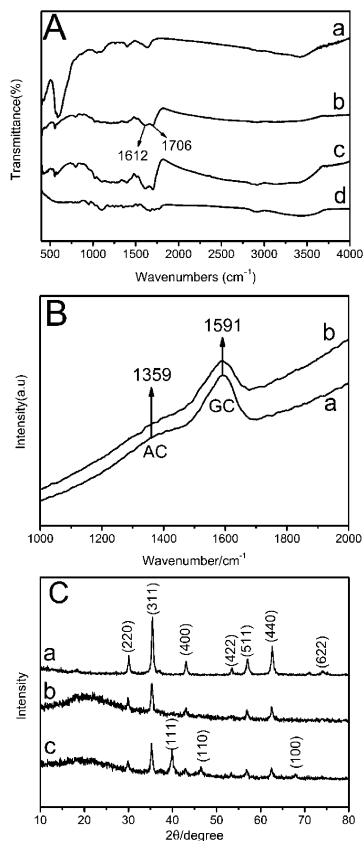 A
a
b
1612
1706
c
d
Transmittance(%)
500 1000 1500 2000 2500 3000 3500 4000
Wavenumbers (cm⁻¹)
B
1591
b
1359
a
GC
AC
Intensity(a.u)
1000 1200 1400 1600 1800 2000
Wavenumber/cm⁻¹
C
(311)
(440)
(220)
(400)
(422)
(511)
(622)
a
b
(111)
(110)
(100)
c
Intensity
10 20 30 40 50 60 70 80
2θ/degree